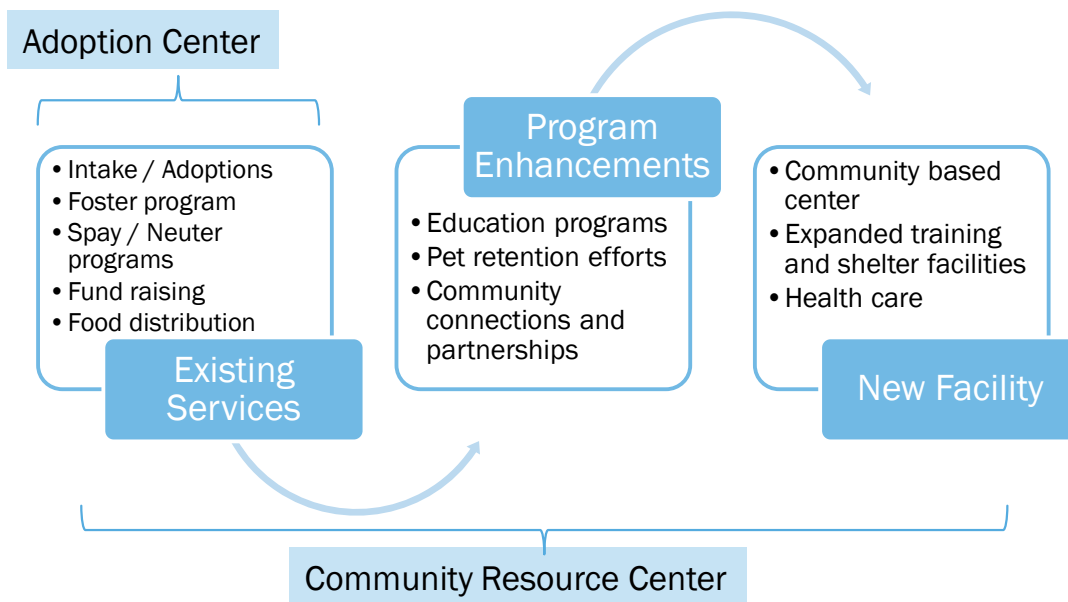 Adoption Center
• Intake / Adoptions
• Foster program
• Spay / Neuter
programs
• Fund raising
• Food distribution
Existing
Services
Program
Enhancements
• Education programs
• Pet retention efforts
• Community
connections and
partnerships
• Community based
center
• Expanded training
and shelter facilities
• Health care
New Facility
Community Resource Center